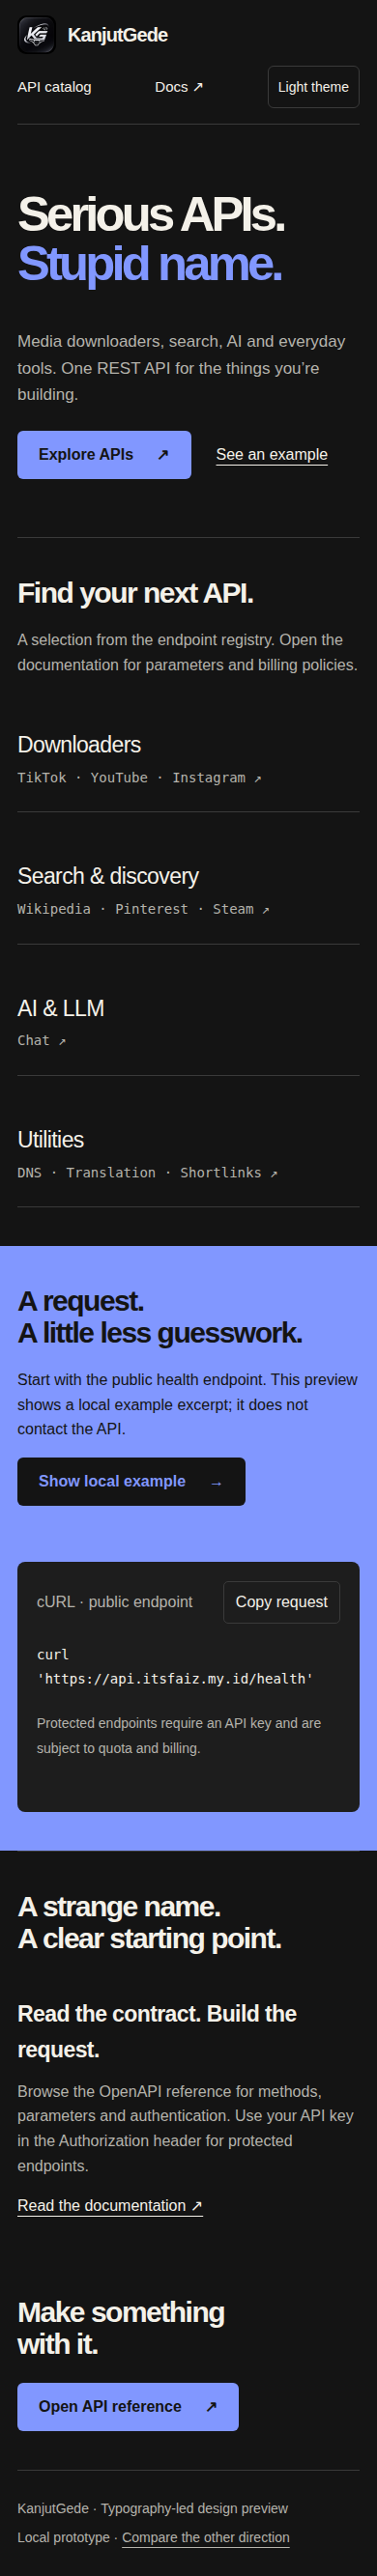 KG
KanjutGede
API catalog
Docs ↗
Light theme
Serious APIs.
Stupid name.
Media downloaders, search, AI and everyday
tools. One REST API for the things you’re
building.
Explore APIs ↗
See an example
Find your next API.
A selection from the endpoint registry. Open the
documentation for parameters and billing policies.
Downloaders
TikTok · YouTube · Instagram ↗
Search & discovery
Wikipedia · Pinterest · Steam ↗
AI & LLM
Chat ↗
Utilities
DNS · Translation · Shortlinks ↗
A request.
A little less guesswork.
Start with the public health endpoint. This preview
shows a local example excerpt; it does not
contact the API.
Show local example →
cURL · public endpoint
Copy request
curl
'https://api.itsfaiz.my.id/health'
Protected endpoints require an API key and are
subject to quota and billing.
A strange name.
A clear starting point.
Read the contract. Build the
request.
Browse the OpenAPI reference for methods,
parameters and authentication. Use your API key
in the Authorization header for protected
endpoints.
Read the documentation ↗
Make something
with it.
Open API reference ↗
KanjutGede · Typography-led design preview
Local prototype · Compare the other direction